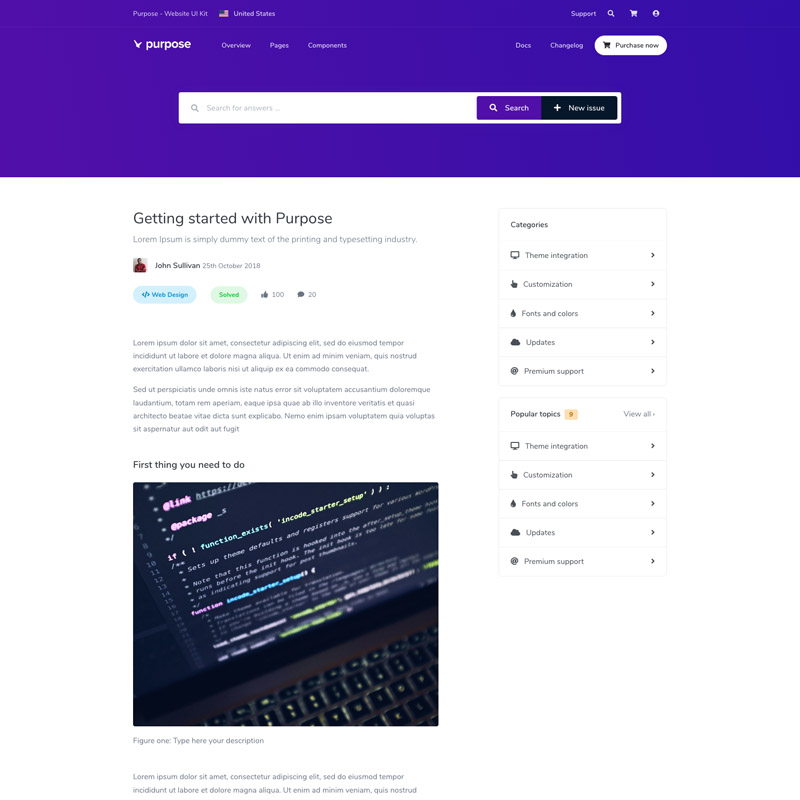 Purpose - Website UI Kit
United States
Support
purpose
Overview
Pages
Components
Docs
Changelog
Purchase now
Search for answers ...
Search
New issue
Getting started with Purpose
Lorem Ipsum is simply dummy text of the printing and typesetting industry.
John Sullivan 25th October 2018
Web Design
Solved
100
20
Lorem ipsum dolor sit amet, consectetur adipiscing elit, sed do eiusmod tempor
incididunt ut labore et dolore magna aliqua. Ut enim ad minim veniam, quis nostrud
exercitation ullamco laboris nisi ut aliquip ex ea commodo consequat.
Sed ut perspiciatis unde omnis iste natus error sit voluptatem accusantium doloremque
laudantium, totam rem aperiam, eaque ipsa quae ab illo inventore veritatis et quasi
architecto beatae vitae dicta sunt explicabo. Nemo enim ipsam voluptatem quia voluptas
sit aspernatur aut odit aut fugit
First thing you need to do
* @link https://
* @package _s
*/
if ( ! function_exists( 'incode_starter_setup' ) ) :
/**
* Sets up theme defaults and registers support for various
* Note that this function is hooked into the after_setup_theme
* runs before the init hook. The init hook is too late for some
* as indicating support for post thumbnails.
*/
function incode_starter_setup()
Figure one: Type here your description
Lorem ipsum dolor sit amet, consectetur adipiscing elit, sed do eiusmod tempor
incididunt ut labore et dolore magna aliqua. Ut enim ad minim veniam, quis nostrud
Categories
Theme integration
Customization
Fonts and colors
Updates
Premium support
Popular topics 9
View all ›
Theme integration
Customization
Fonts and colors
Updates
Premium support